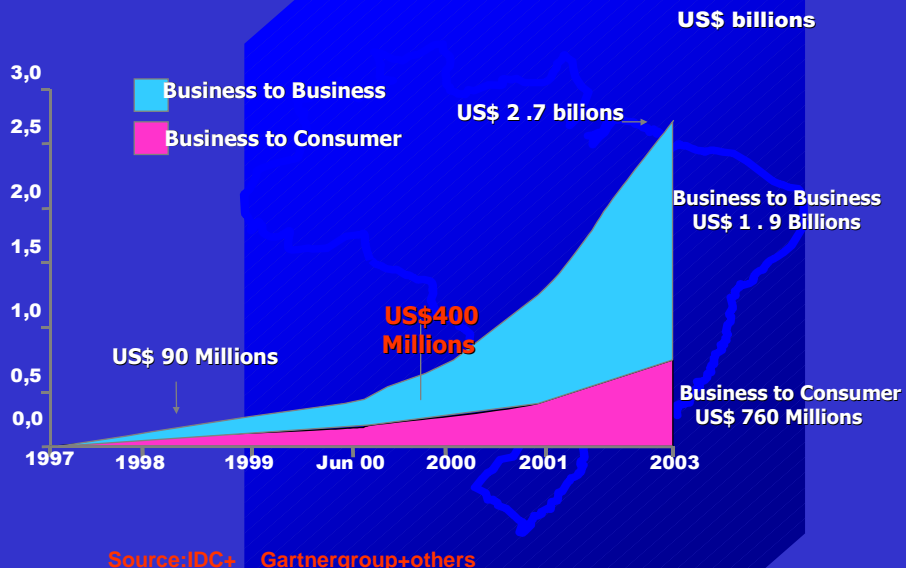 US$ billions
3,0
2,5
2,0
1,5
1,0
0,5
0,0
Business to Business
Business to Consumer
US$ 2 .7 bilions
Business to Business
US$ 1 . 9 Billions
US$400
Millions
US$ 90 Millions
Business to Consumer
US$ 760 Millions
1997 1998 1999 Jun 00 2000 2001 2003
Source:IDC+ Gartnergroup+others